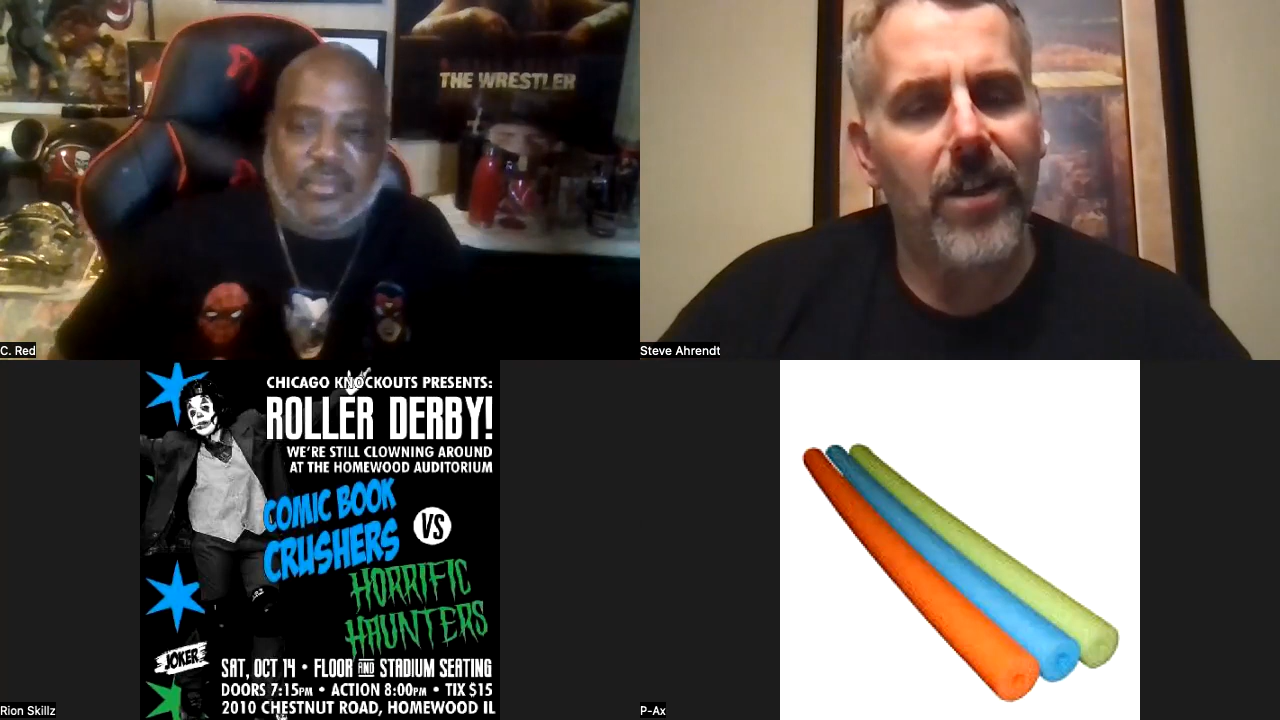 THE WRESTLER
C. Red
Steve Ahrendt
CHICAGO KNOCKOUTS PRESENTS:
ROLLER DERBY!
WE'RE STILL CLOWNING AROUND
AT THE HOMEWOOD AUDITORIUM
COMIC BOOK
CRUSHERS
VS
HORRIFIC
HAUNTERS
JOKER
SAT, OCT 14 • FLOOR AND STADIUM SEATING
DOORS 7:15PM • ACTION 8:00PM • TIX $15
2010 CHESTNUT ROAD, HOMEWOOD IL
Rion Skillz
P-Ax